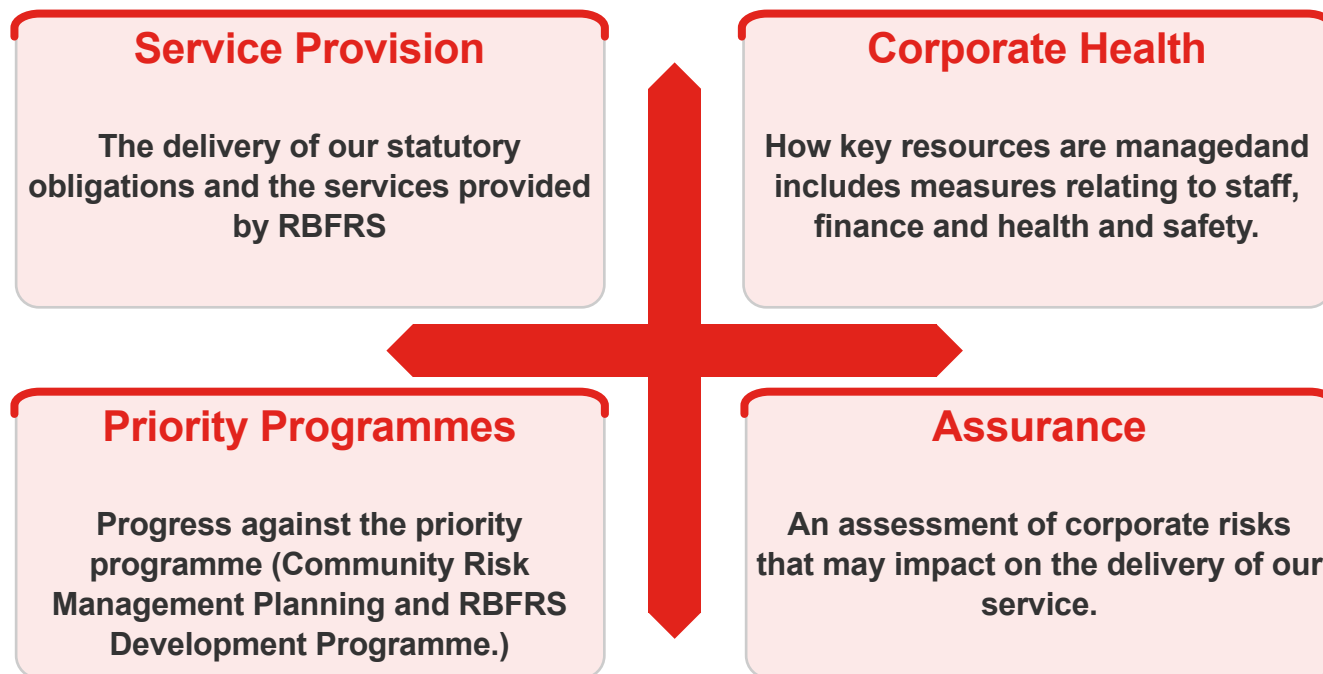 Service Provision
The delivery of our statutory
obligations and the services provided
by RBFRS
Corporate Health
How key resources are managedand
includes measures relating to staff,
finance and health and safety.
Priority Programmes
Progress against the priority
programme (Community Risk
Management Planning and RBFRS
Development Programme.)
Assurance
An assessment of corporate risks
that may impact on the delivery of our
service.